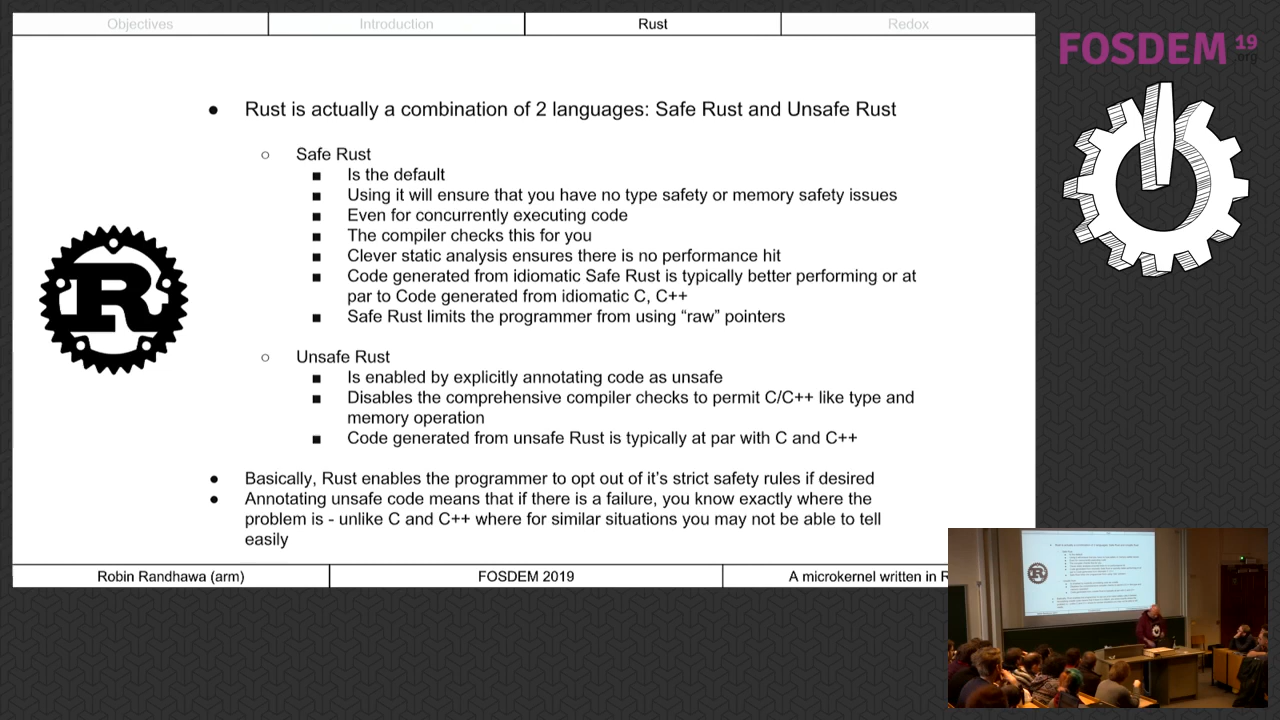 Objectives
Introduction
Rust
Redox
FOSDEM 19
.org
● Rust is actually a combination of 2 languages: Safe Rust and Unsafe Rust
○ Safe Rust
■ Is the default
■ Using it will ensure that you have no type safety or memory safety issues
■ Even for concurrently executing code
■ The compiler checks this for you
■ Clever static analysis ensures there is no performance hit
■ Code generated from idiomatic Safe Rust is typically better performing or at
par to Code generated from idiomatic C, C++
■ Safe Rust limits the programmer from using “raw” pointers
R
○ Unsafe Rust
■ Is enabled by explicitly annotating code as unsafe
■ Disables the comprehensive compiler checks to permit C/C++ like type and
memory operation
■ Code generated from unsafe Rust is typically at par with C and C++
● Basically, Rust enables the programmer to opt out of it’s strict safety rules if desired
● Annotating unsafe code means that if there is a failure, you know exactly where the
problem is - unlike C and C++ where for similar situations you may not be able to tell
easily
Robin Randhawa (arm)
FOSDEM 2019
A microkernel written in R